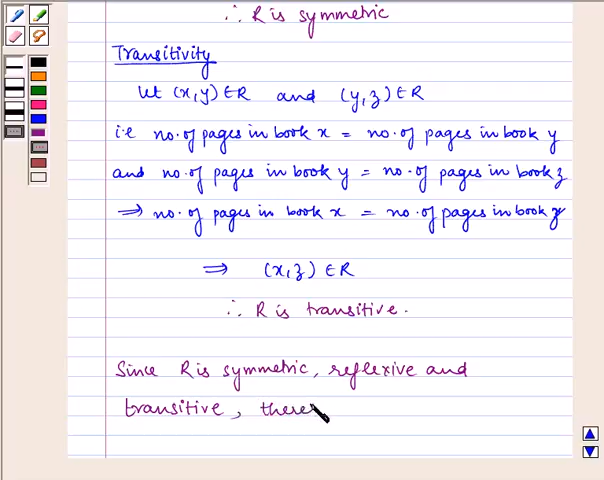 ∴ R is symmetric
Transitivity
Let (x,y) ∈ R and (y,z) ∈ R
i.e no. of pages in book x = no. of pages in book y
and no. of pages in book y = no. of pages in book z
⇒ no. of pages in book x = no. of pages in book z
⇒ (x,z) ∈ R
∴ R is transitive.
Since R is symmetric, reflexive and
transitive, there